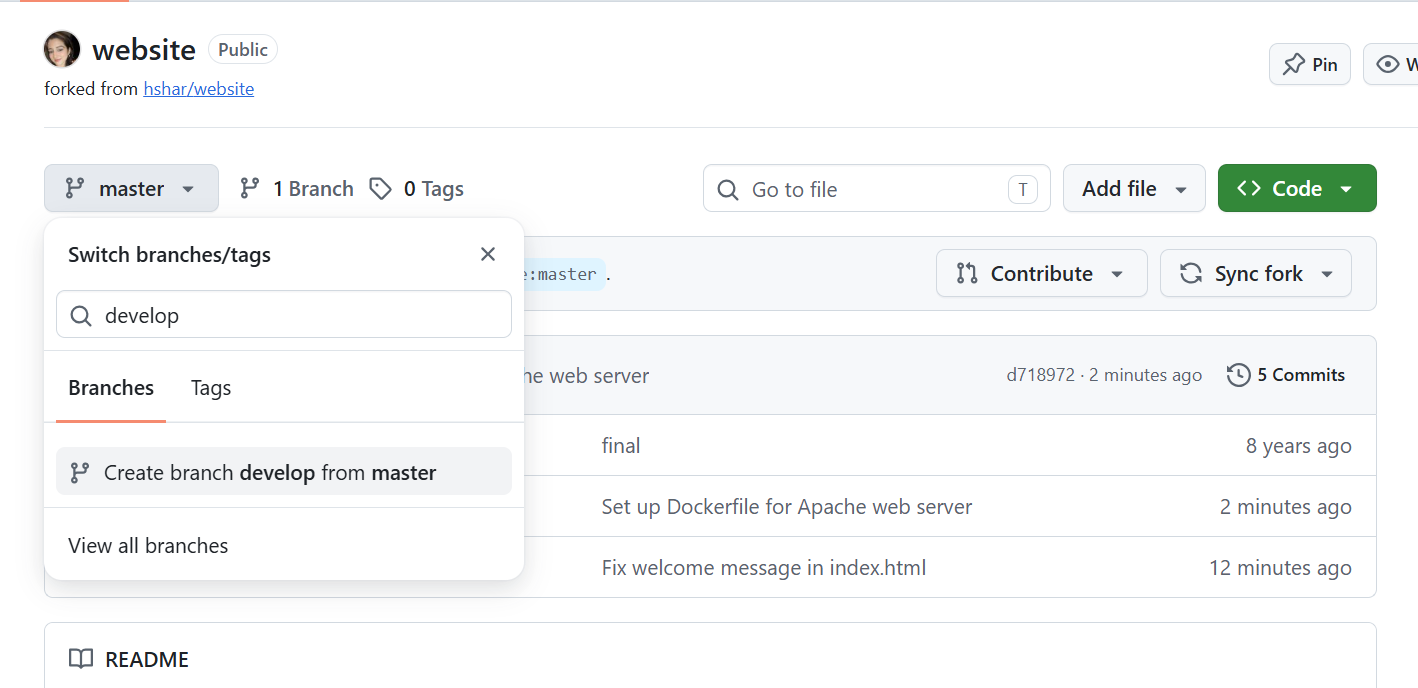 website Public
forked from hshar/website
Pin
master 1 Branch 0 Tags
Go to file T
Add file
Code
Switch branches/tags
develop
Branches Tags
Create branch develop from master
View all branches
:master .
Contribute
Sync fork
web server
d718972 · 2 minutes ago
5 Commits
final 8 years ago
Set up Dockerfile for Apache web server 2 minutes ago
Fix welcome message in index.html 12 minutes ago
README